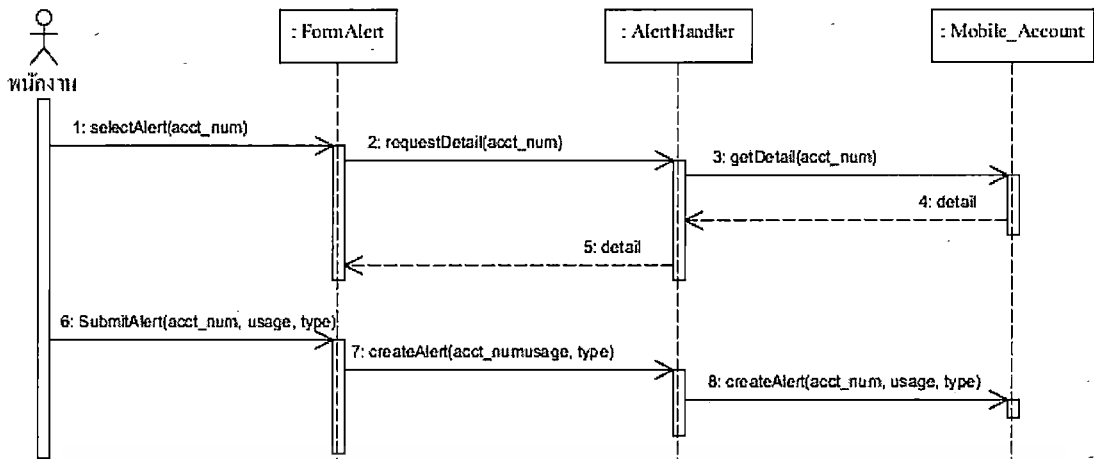 : FormAlert
: AlertHandler
: Mobile_Account
พนักงาน
1: selectAlert(acct_num)
2: requestDetail(acct_num)
3: getDetail(acct_num)
4: detail
5: detail
6: SubmitAlert(acct_num, usage, type)
7: createAlert(acct_numusage, type)
8: createAlert(acct_num, usage, type)